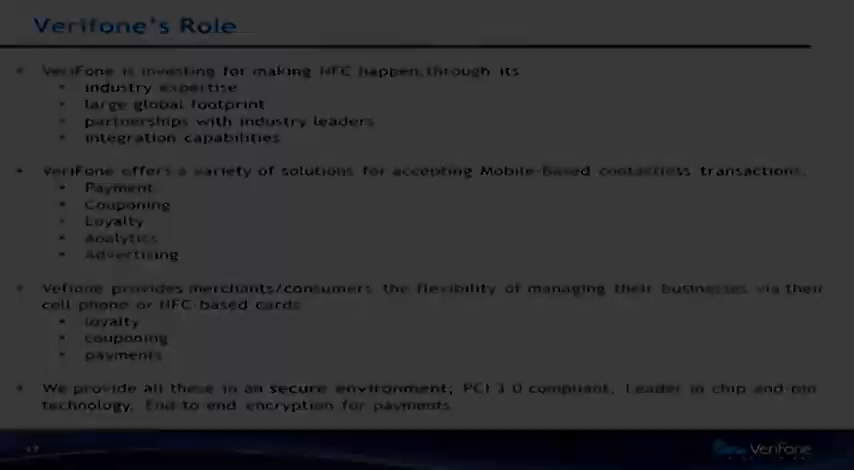 Verifone's Role
• VeriFone is investing for making NFC happen through its
• industry expertise
• large global footprint
• partnerships with industry leaders
• integration capabilities
• VeriFone offers a variety of solutions for accepting Mobile-Based contactless transactions.
• Payment
• Couponing
• Loyalty
• Analytics
• Advertising
• Vefione provides merchants/consumers the flexibility of managing their businesses via their
cell phone or NFC based cards
• loyalty
• couponing
• payments
• We provide all these in an secure environment, PCI 3.0 compliant, Leader in chip and pin
technology, End to end encryption for payments
VeriFone